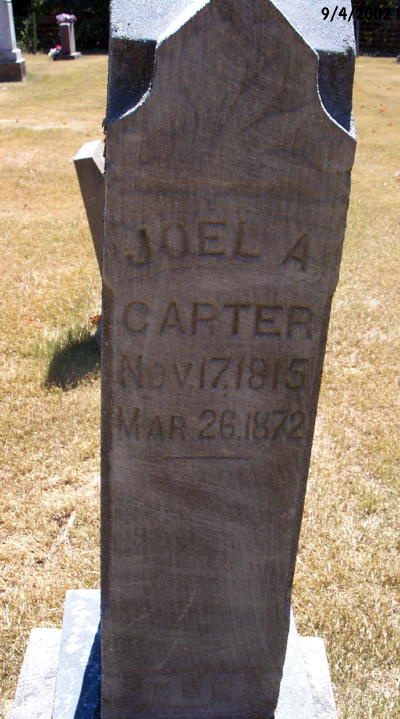 9/4/2002
JOEL A
CARTER
NOV.17,1815
MAR 26,1872